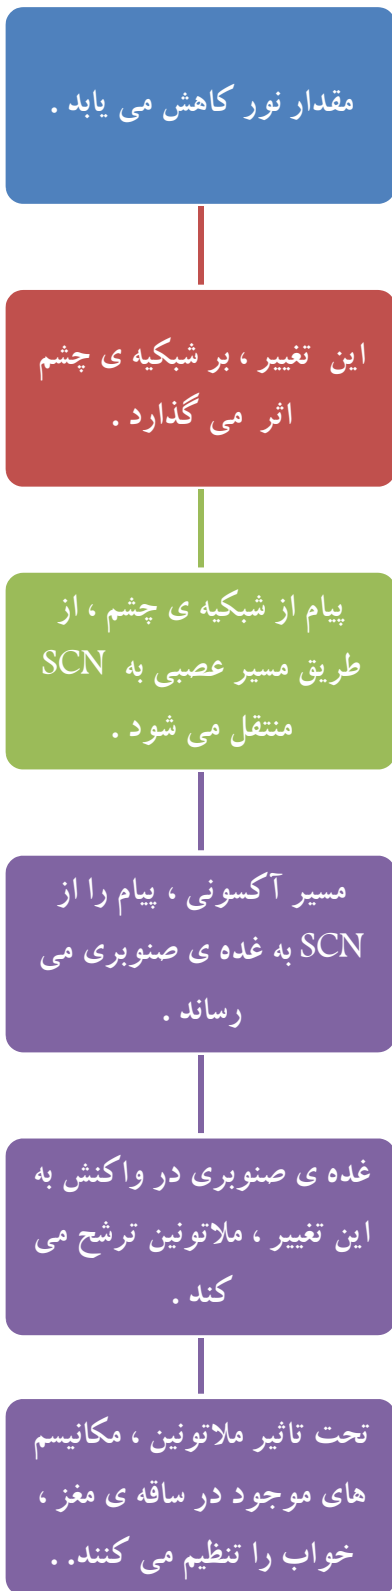 مقدار نور کاهش می یابد .
این تغییر ، بر شبکیه ی چشم
اثر می گذارد .
پیام از شبکیه ی چشم ، از
طریق مسیر عصبی به SCN
منتقل می شود .
مسیر آکسونی ، پیام را از
SCN به غده ی صنوبری می
رساند .
غده ی صنوبری در واکنش به
این تغییر ، ملاتونین ترشح می
کند .
تحت تاثیر ملاتونین ، مکانیسم
های موجود در ساقه ی مغز ،
خواب را تنظیم می کنند. .